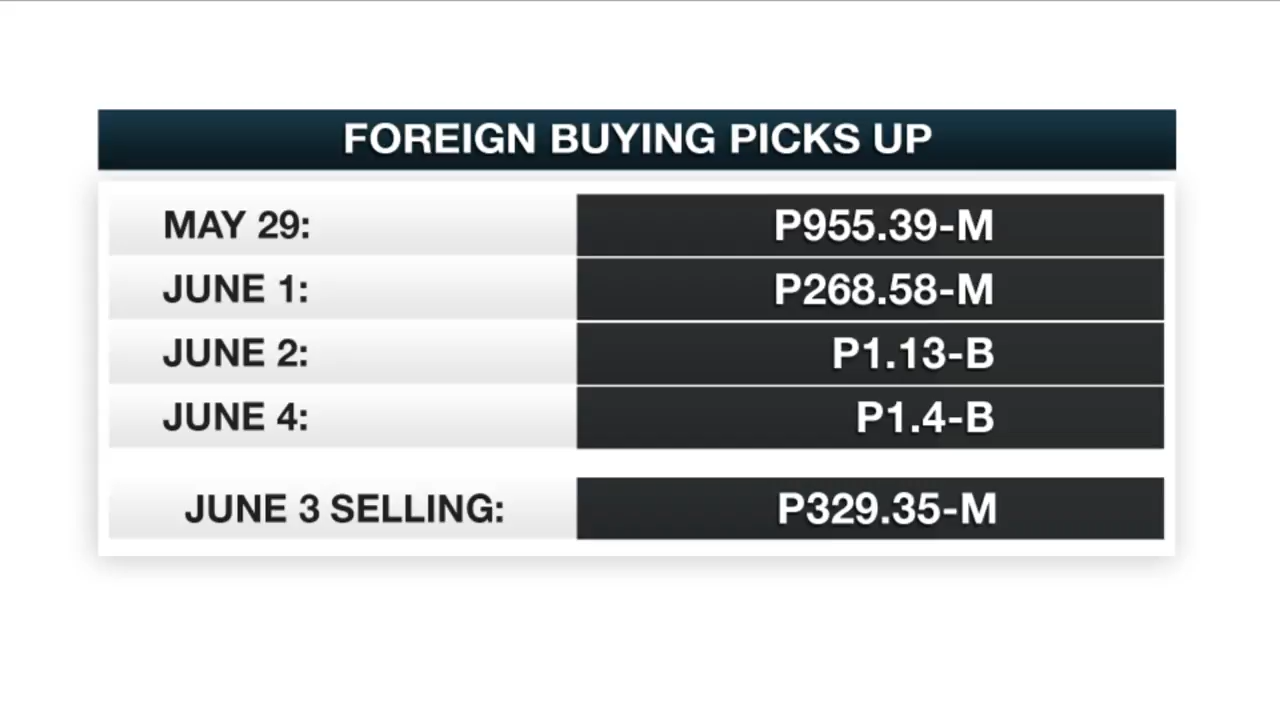 FOREIGN BUYING PICKS UP
MAY 29: P955.39-M
JUNE 1: P268.58-M
JUNE 2: P1.13-B
JUNE 4: P1.4-B
JUNE 3 SELLING: P329.35-M